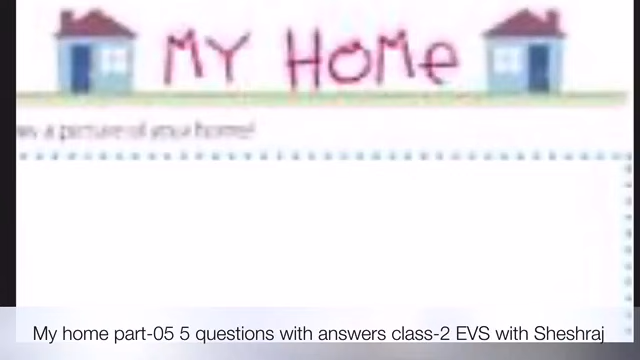 My Home
a picture of your home!
My home part-05 5 questions with answers class-2 EVS with Sheshraj